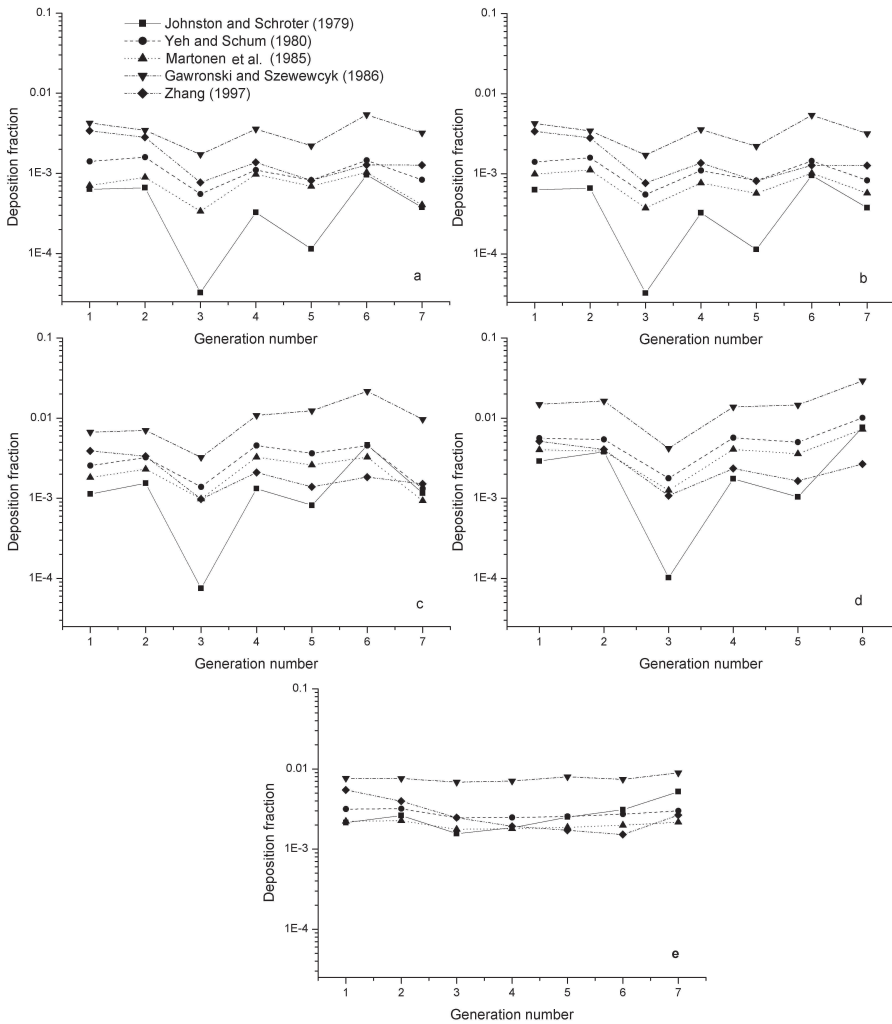 0.1
0.01
1E-3
1E-4
Deposition fraction
Johnston and Schroter (1979)
Yeh and Schum (1980)
Martonen et al. (1985)
Gawronski and Szewewcyk (1986)
Zhang (1997)
a
1 2 3 4 5 6 7
Generation number
0.1
0.01
1E-3
1E-4
Deposition fraction
b
1 2 3 4 5 6 7
Generation number
0.1
0.01
1E-3
1E-4
Deposition fraction
c
1 2 3 4 5 6 7
Generation number
0.1
0.01
1E-3
1E-4
Deposition fraction
d
1 2 3 4 5 6
Generation number
0.1
0.01
1E-3
1E-4
Deposition fraction
e
1 2 3 4 5 6 7
Generation number